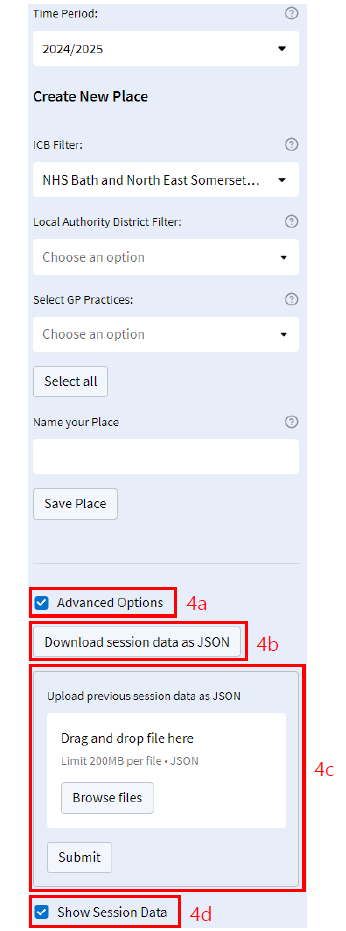 Time Period:
2024/2025
Create New Place
ICB Filter:
NHS Bath and North East Somerset...
Local Authority District Filter:
Choose an option
Select GP Practices:
Choose an option
Select all
Name your Place
Save Place
Advanced Options
4a
Download session data as JSON
4b
Upload previous session data as JSON
Drag and drop file here
Limit 200MB per file • JSON
Browse files
4c
Submit
Show Session Data
4d